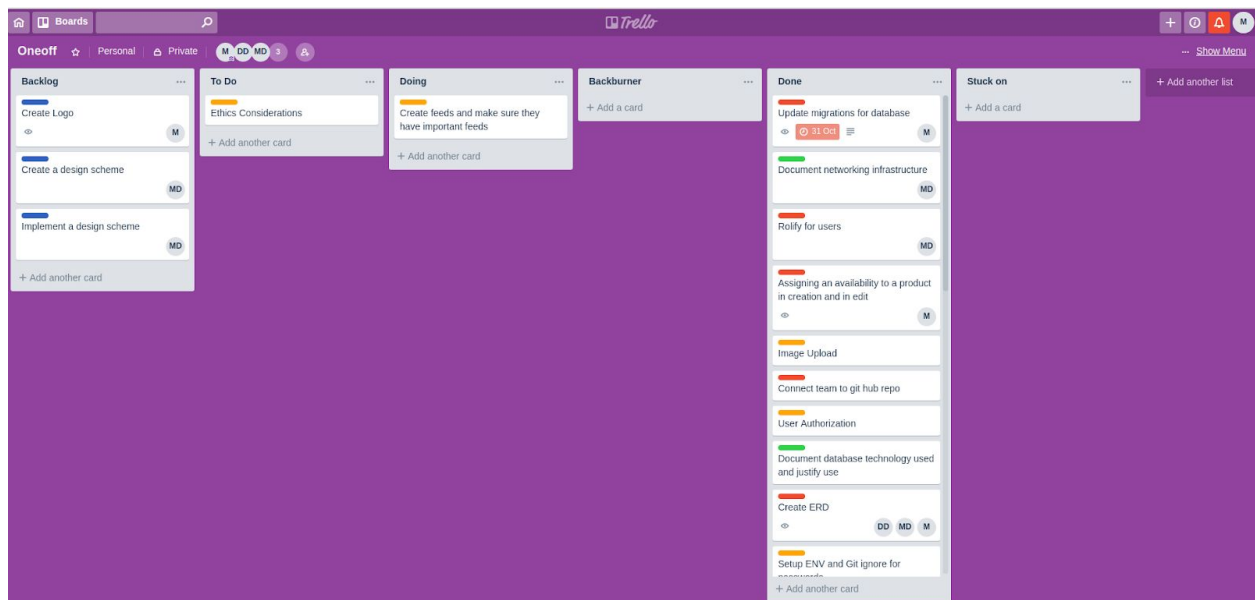 Boards
Trello
M
Oneoff
Personal
Private
M DD MD 3
... Show Menu
Backlog
Create Logo
M
Create a design scheme
MD
Implement a design scheme
MD
+ Add another card
To Do
Ethics Considerations
+ Add another card
Doing
Create feeds and make sure they
have important feeds
+ Add another card
Backburner
+ Add a card
Done
Update migrations for database
31 Oct
M
Document networking infrastructure
MD
Rolify for users
MD
Assigning an availability to a product
in creation and in edit
M
Image Upload
Connect team to git hub repo
User Authorization
Document database technology used
and justify use
Create ERD
DD MD M
Setup ENV and Git ignore for
passwords
+ Add another card
Stuck on
+ Add a card
+ Add another list